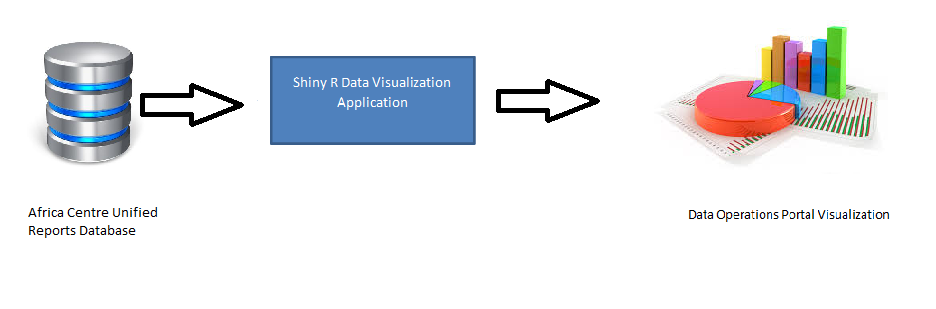 Shiny R Data Visualization
Application
Africa Centre Unified
Reports Database
Data Operations Portal Visualization